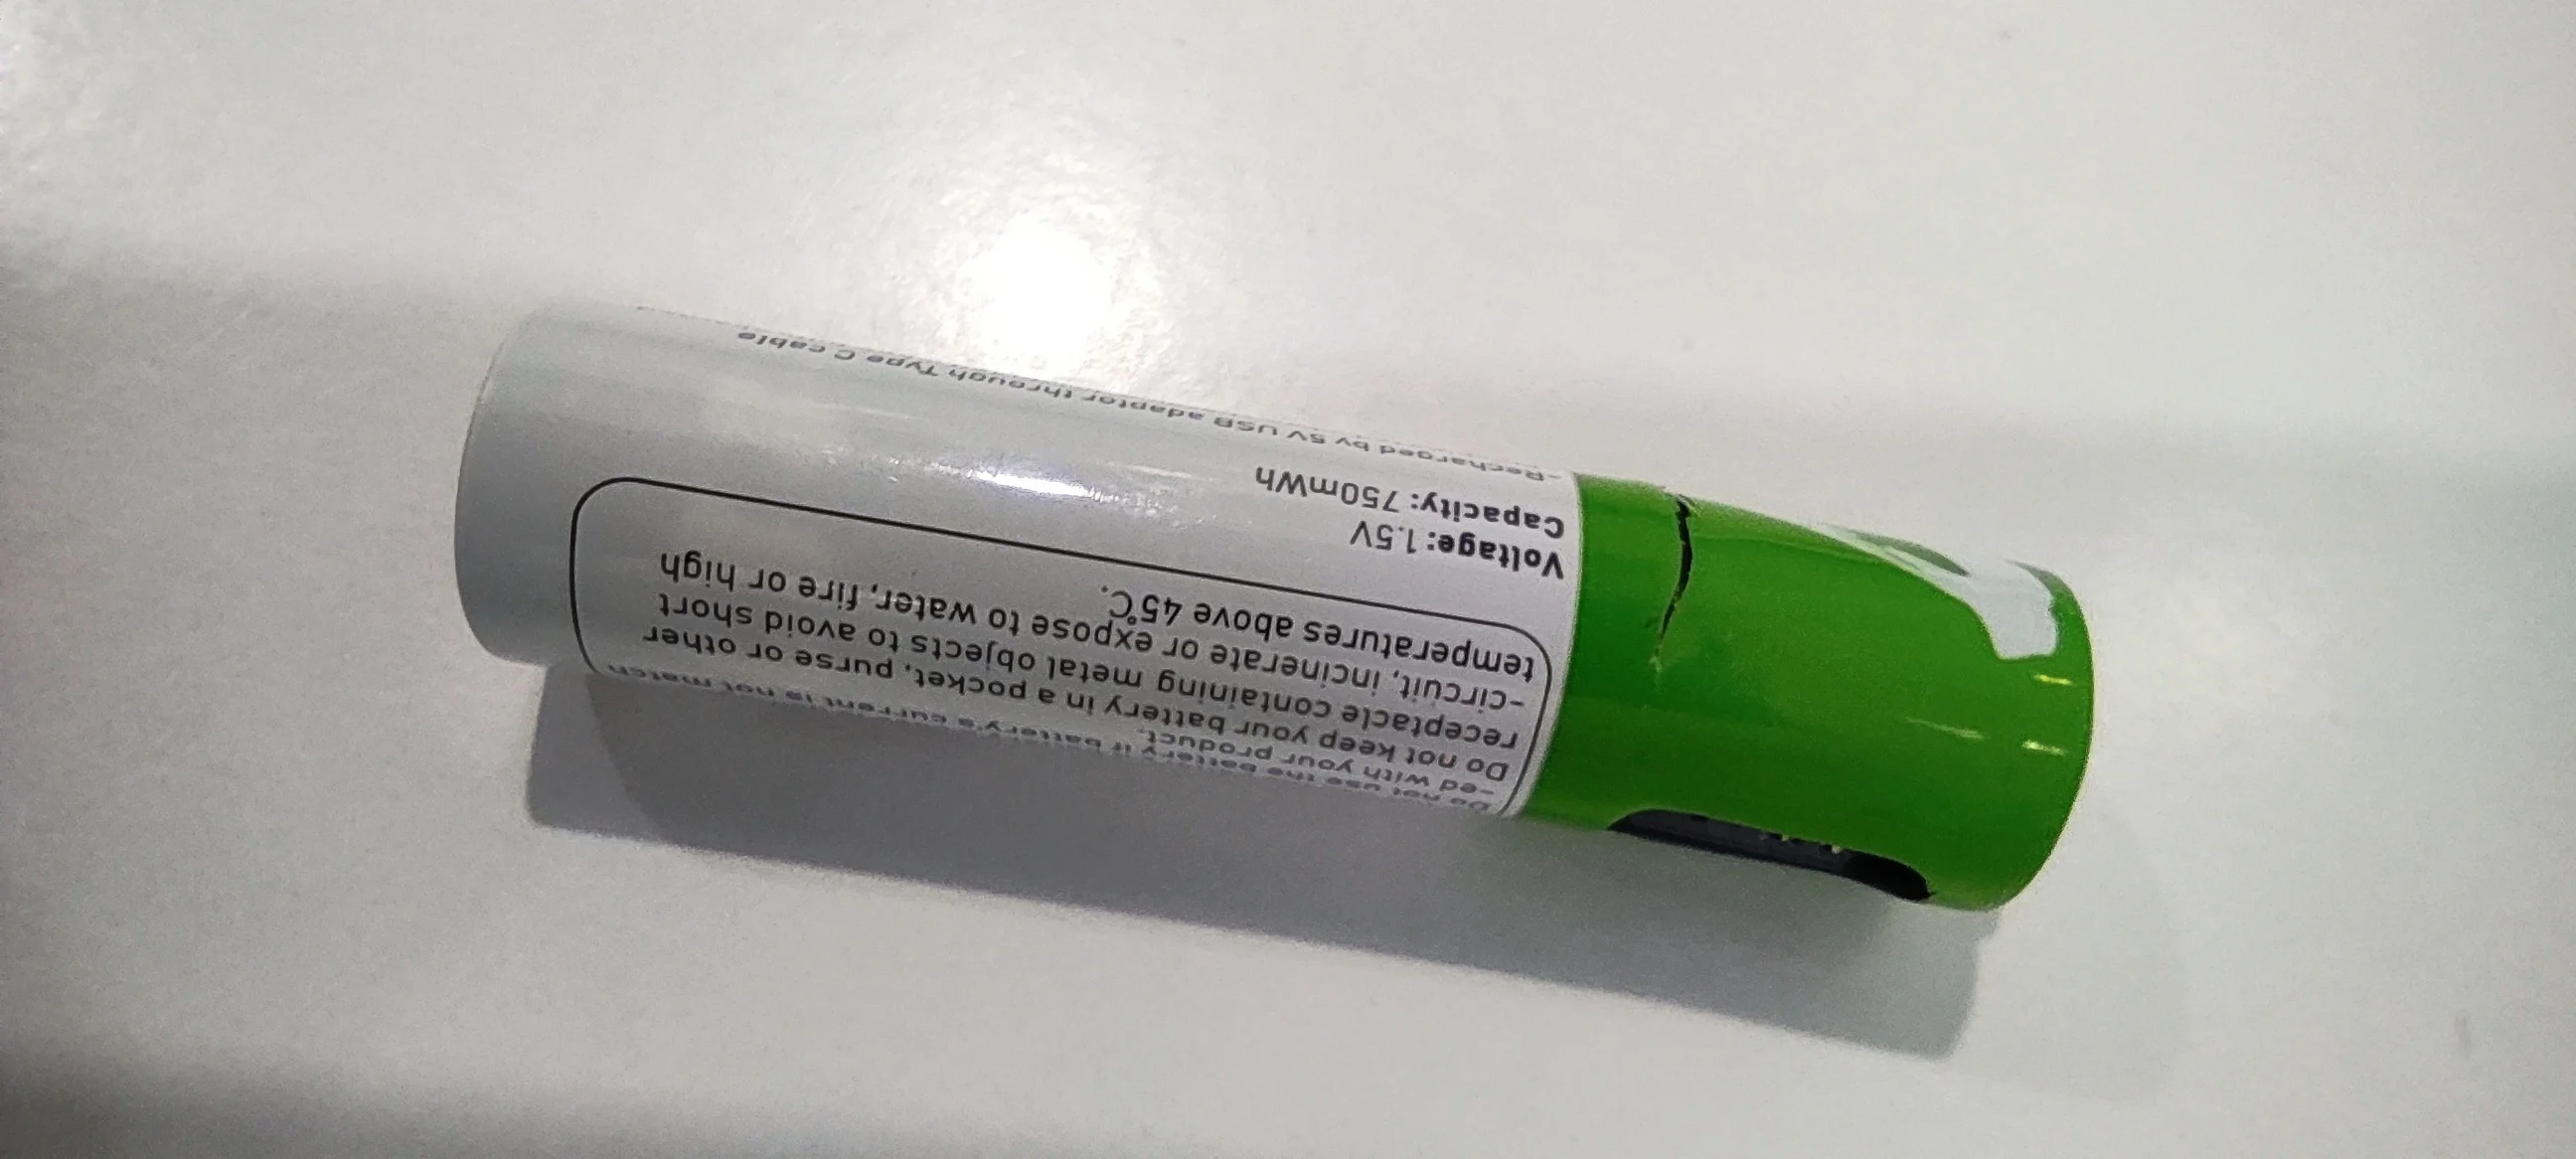 Do not use the battery if battery's current is not match
-ed with your product.
Do not keep your battery in a pocket, purse or other
receptacle containing metal objects to avoid short
-circuit, incinerate or expose to water, fire or high
temperatures above 45℃.
Voltage: 1.5V
Capacity: 750mWh
-Recharged by 5V USB adaptor through Type C cable